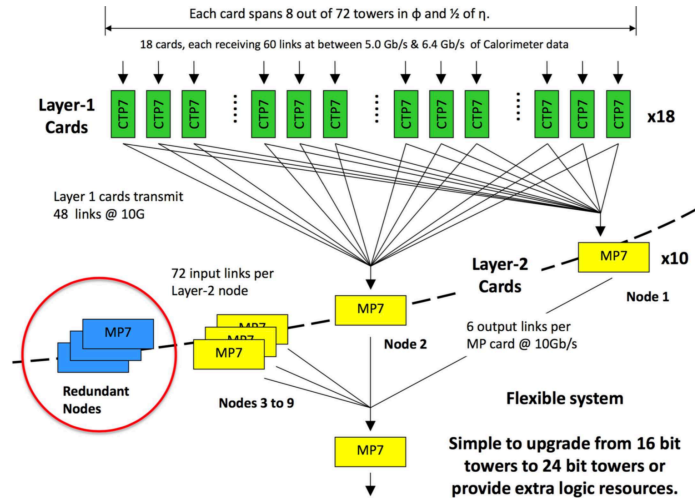 Each card spans 8 out of 72 towers in ϕ and ½ of η.
18 cards, each receiving 60 links at between 5.0 Gb/s & 6.4 Gb/s of Calorimeter data
Layer-1
Cards
CTP7
CTP7
CTP7
CTP7
CTP7
CTP7
CTP7
CTP7
CTP7
CTP7
CTP7
CTP7
x18
Layer 1 cards transmit
48 links @ 10G
72 input links per
Layer-2 node
Layer-2
Cards
MP7
x10
Node 1
MP7
Redundant
Nodes
MP7
MP7
Nodes 3 to 9
MP7
Node 2
6 output links per
MP card @ 10Gb/s
Flexible system
MP7
Simple to upgrade from 16 bit
towers to 24 bit towers or
provide extra logic resources.